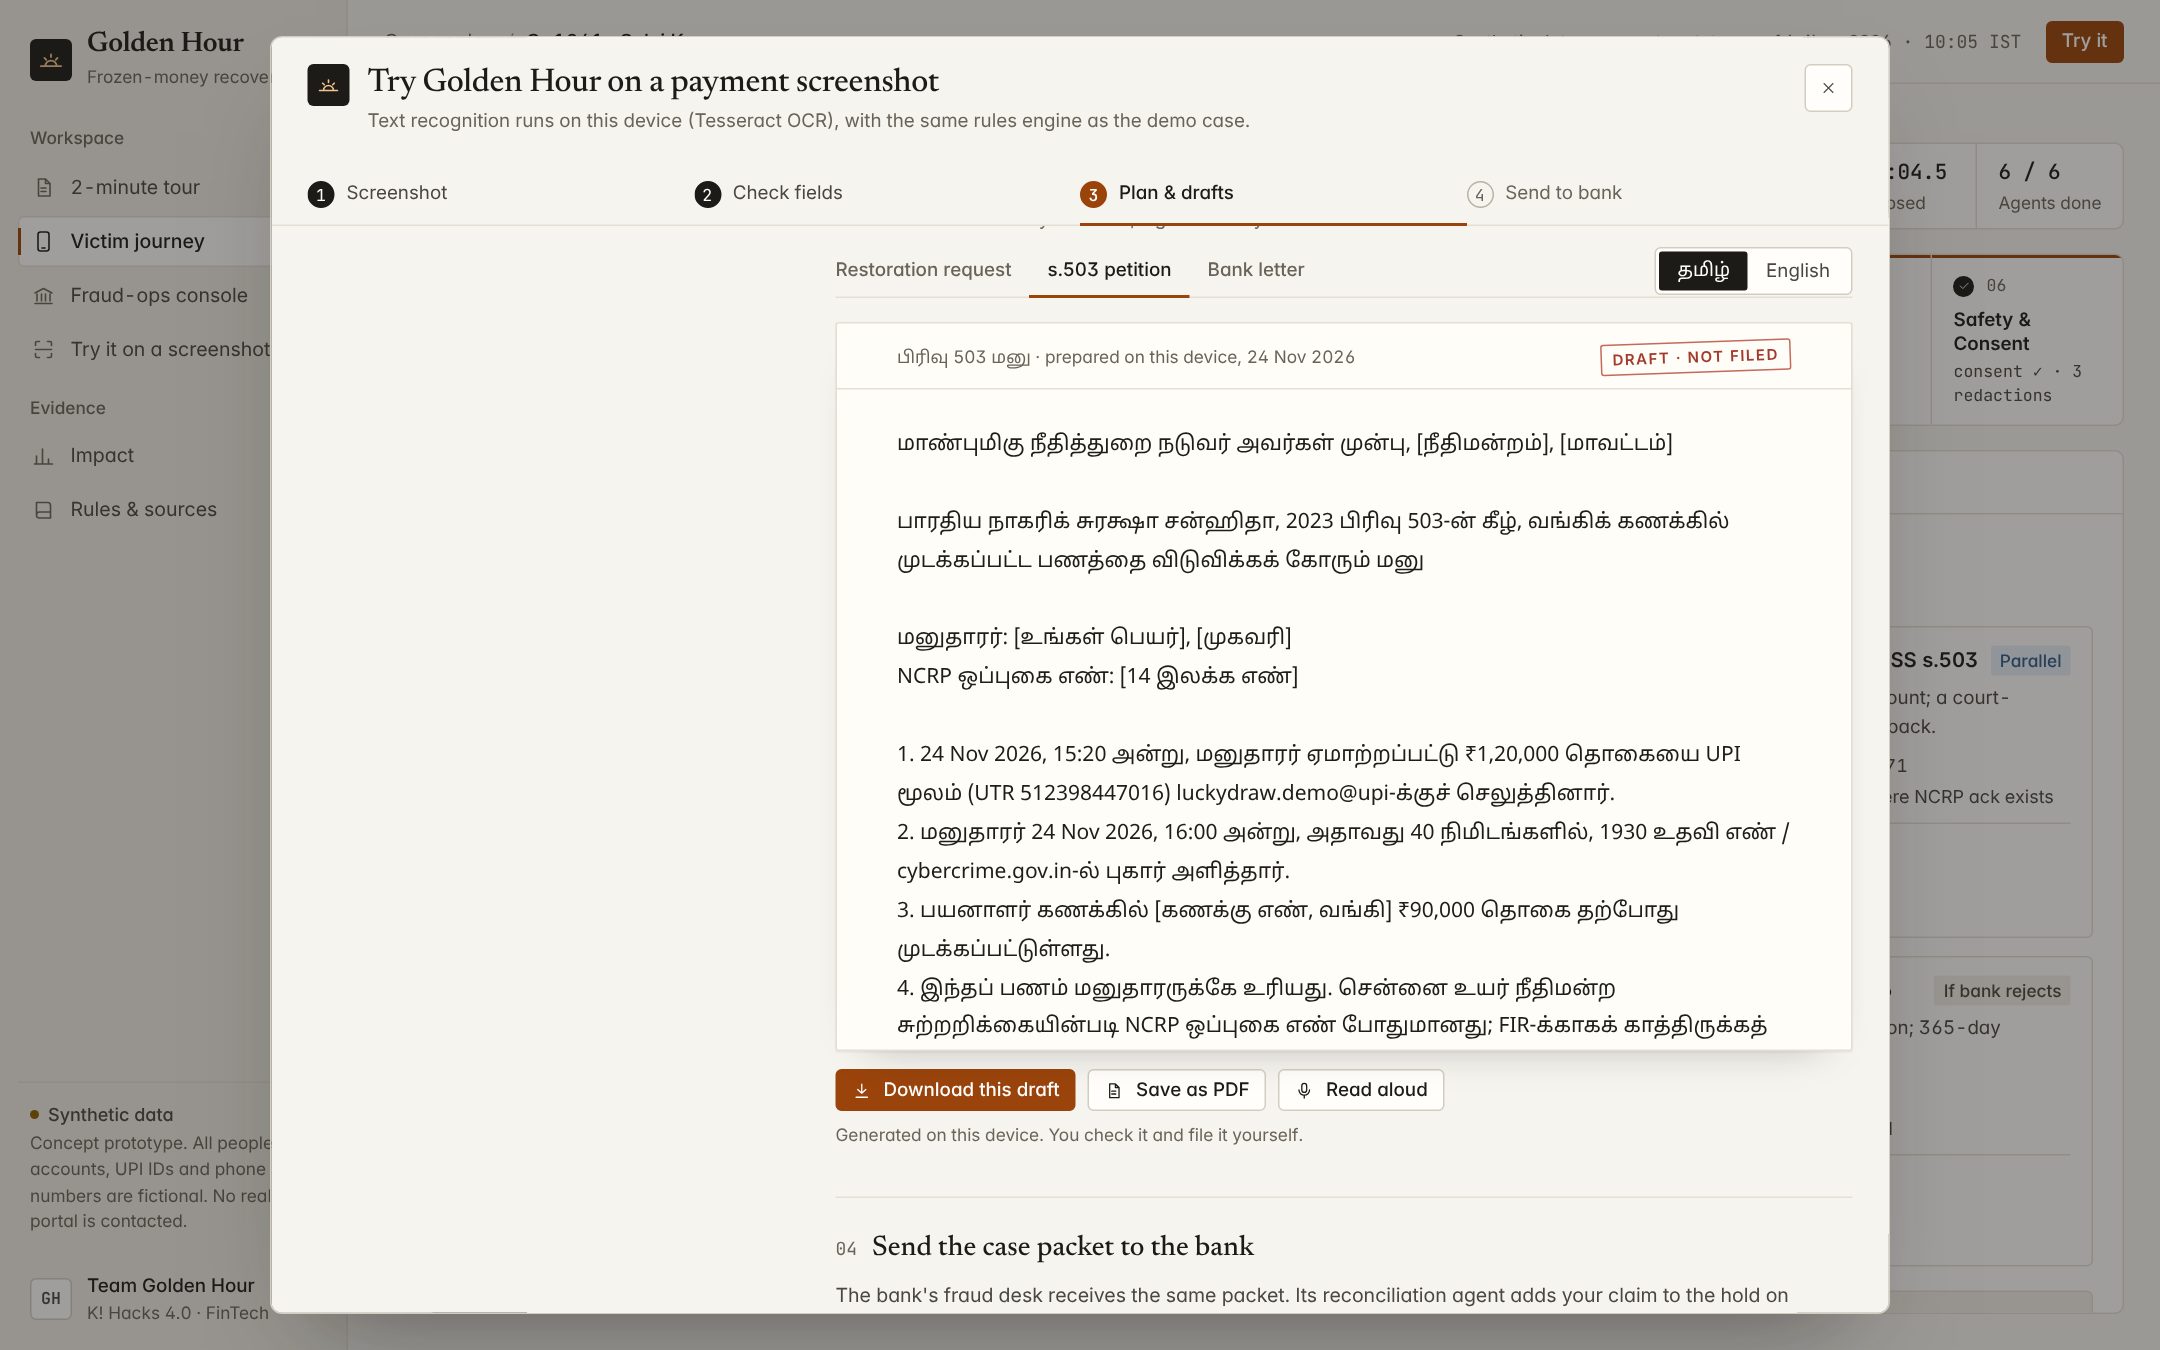 Golden Hour
Frozen-money recove
Workspace
2-minute tour
Victim journey
Fraud-ops console
Try it on a screenshot
Evidence
Impact
Rules & sources
Synthetic data
Concept prototype. All people
accounts, UPI IDs and phone
numbers are fictional. No real
portal is contacted.
GH
Team Golden Hour
K! Hacks 4.0 · FinTech
· 10:05 IST
Try it
Try Golden Hour on a payment screenshot
Text recognition runs on this device (Tesseract OCR), with the same rules engine as the demo case.
1 Screenshot
2 Check fields
3 Plan & drafts
4 Send to bank
Restoration request
s.503 petition
Bank letter
தமிழ்
English
பிரிவு 503 மனு · prepared on this device, 24 Nov 2026
DRAFT · NOT FILED
மாண்புமிகு நீதித்துறை நடுவர் அவர்கள் முன்பு, [நீதிமன்றம்], [மாவட்டம்]
பாரதிய நாகரிக் சுரக்ஷா சன்ஹிதா, 2023 பிரிவு 503-ன் கீழ், வங்கிக் கணக்கில்
முடக்கப்பட்ட பணத்தை விடுவிக்கக் கோரும் மனு
மனுதாரர்: [உங்கள் பெயர்], [முகவரி]
NCRP ஒப்புகை எண்: [14 இலக்க எண்]
1. 24 Nov 2026, 15:20 அன்று, மனுதாரர் ஏமாற்றப்பட்டு ₹1,20,000 தொகையை UPI
மூலம் (UTR 512398447016) luckydraw.demo@upi-க்குச் செலுத்தினார்.
2. மனுதாரர் 24 Nov 2026, 16:00 அன்று, அதாவது 40 நிமிடங்களில், 1930 உதவி எண் /
cybercrime.gov.in-ல் புகார் அளித்தார்.
3. பயனாளர் கணக்கில் [கணக்கு எண், வங்கி] ₹90,000 தொகை தற்போது
முடக்கப்பட்டுள்ளது.
4. இந்தப் பணம் மனுதாரருக்கே உரியது. சென்னை உயர் நீதிமன்ற
சுற்றறிக்கையின்படி NCRP ஒப்புகை எண் போதுமானது; FIR-க்காகக் காத்திருக்கத்
Download this draft
Save as PDF
Read aloud
Generated on this device. You check it and file it yourself.
04 Send the case packet to the bank
The bank's fraud desk receives the same packet. Its reconciliation agent adds your claim to the hold on
:04.5
osed
6 / 6
Agents done
06
Safety &
Consent
consent ✓ · 3
redactions
SS s.503
Parallel
ount; a court-
back.
71
ere NCRP ack exists
If bank rejects
on; 365-day